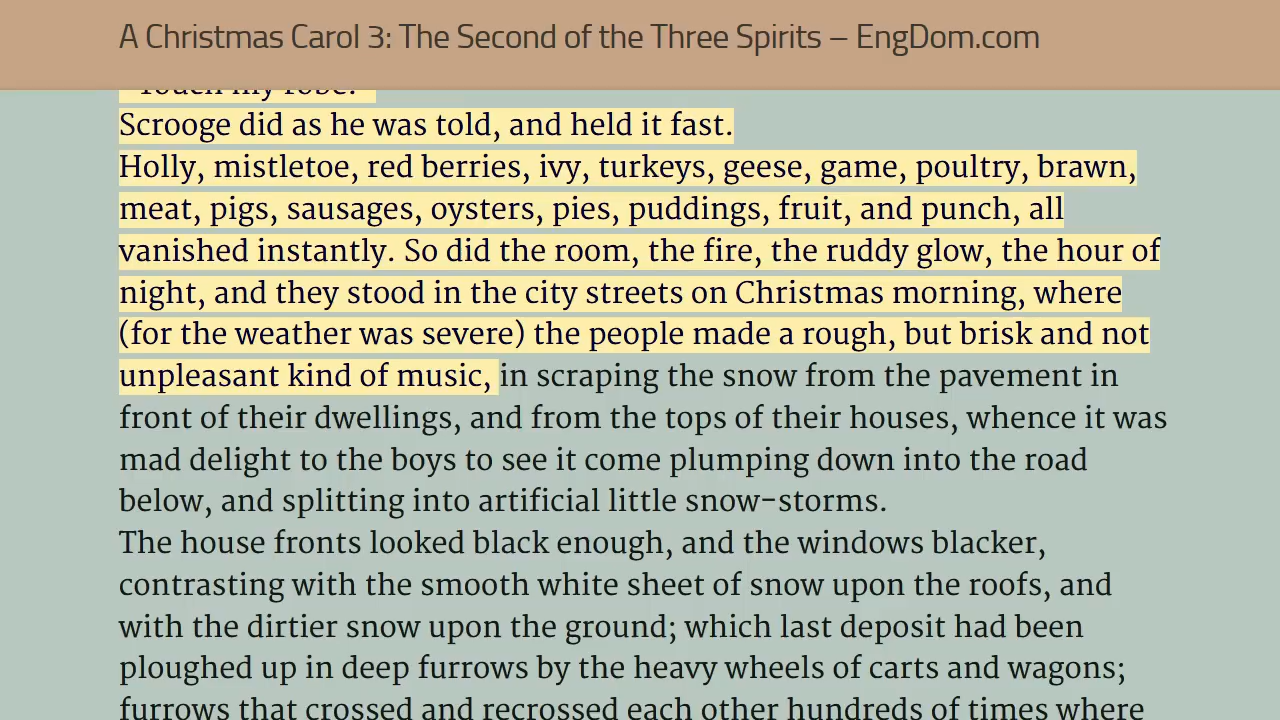 A Christmas Carol 3: The Second of the Three Spirits – EngDom.com
"Touch my robe."
Scrooge did as he was told, and held it fast.
Holly, mistletoe, red berries, ivy, turkeys, geese, game, poultry, brawn,
meat, pigs, sausages, oysters, pies, puddings, fruit, and punch, all
vanished instantly. So did the room, the fire, the ruddy glow, the hour of
night, and they stood in the city streets on Christmas morning, where
(for the weather was severe) the people made a rough, but brisk and not
unpleasant kind of music, in scraping the snow from the pavement in
front of their dwellings, and from the tops of their houses, whence it was
mad delight to the boys to see it come plumping down into the road
below, and splitting into artificial little snow-storms.
The house fronts looked black enough, and the windows blacker,
contrasting with the smooth white sheet of snow upon the roofs, and
with the dirtier snow upon the ground; which last deposit had been
ploughed up in deep furrows by the heavy wheels of carts and wagons;
furrows that crossed and recrossed each other hundreds of times where